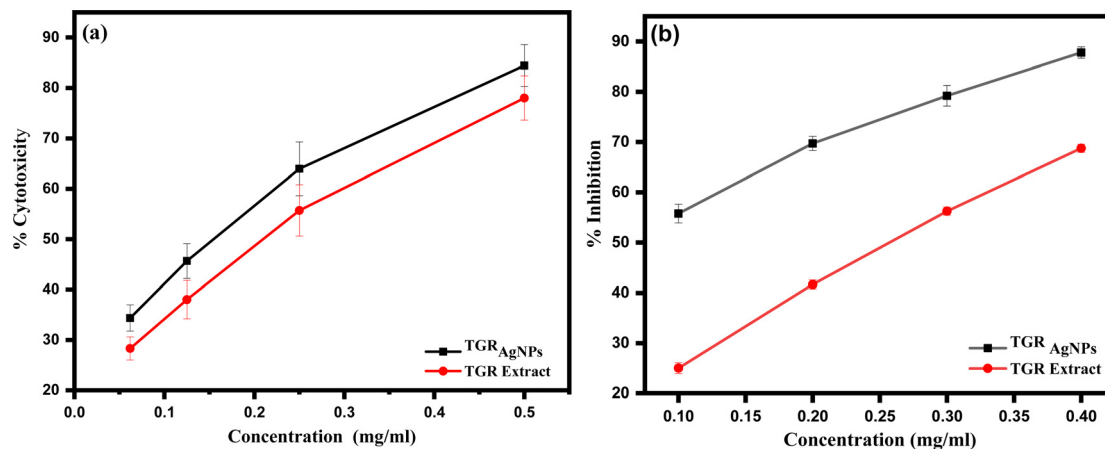 (a)
% Cytotoxicity
90
80
70
60
50
40
30
20
TGR AgNPs
TGR Extract
0.0 0.1 0.2 0.3 0.4 0.5
Concentration (mg/ml)
(b)
% Inhibition
90
80
70
60
50
40
30
20
TGR AgNPs
TGR Extract
0.10 0.15 0.20 0.25 0.30 0.35 0.40
Concentration (mg/ml)